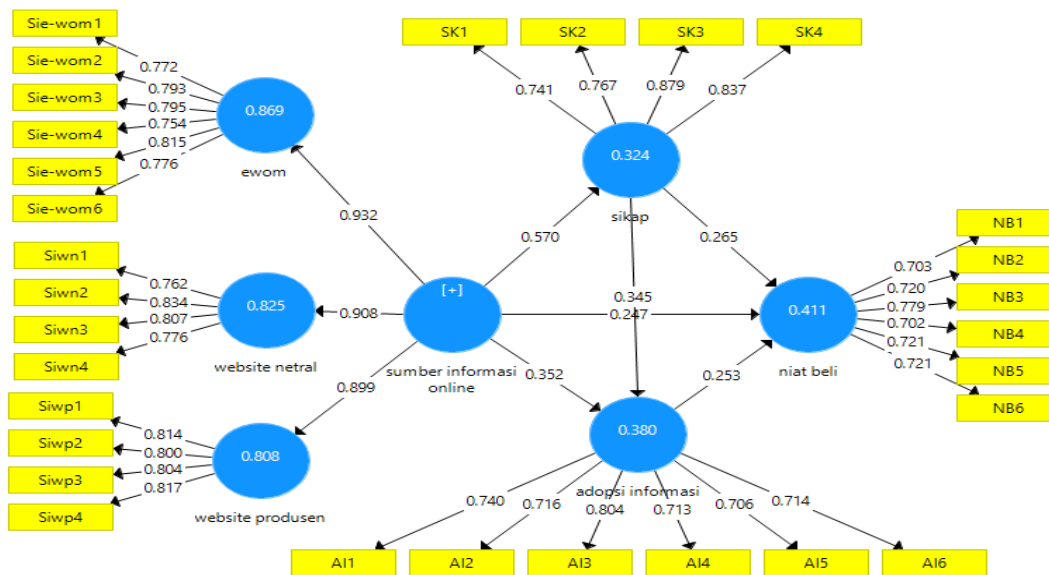 Sie-wom1
Sie-wom2
Sie-wom3
Sie-wom4
Sie-wom5
Sie-wom6
0.772
0.793
0.795
0.754
0.815
0.776
0.869
ewom
SK1
SK2
SK3
SK4
0.741
0.767
0.879
0.837
0.324
sikap
0.932
0.570
0.265
Siwn1
Siwn2
Siwn3
Siwn4
0.762
0.834
0.807
0.776
0.825
website netral
0.908
[+]
sumber informasi
online
0.345
0.247
0.411
niat beli
0.703
0.720
0.779
0.702
0.721
0.721
NB1
NB2
NB3
NB4
NB5
NB6
0.899
0.352
0.253
Siwp1
Siwp2
Siwp3
Siwp4
0.814
0.800
0.804
0.817
0.808
website produsen
0.380
adopsi informasi
0.740
0.716
0.804
0.713
0.706
0.714
AI1
AI2
AI3
AI4
AI5
AI6